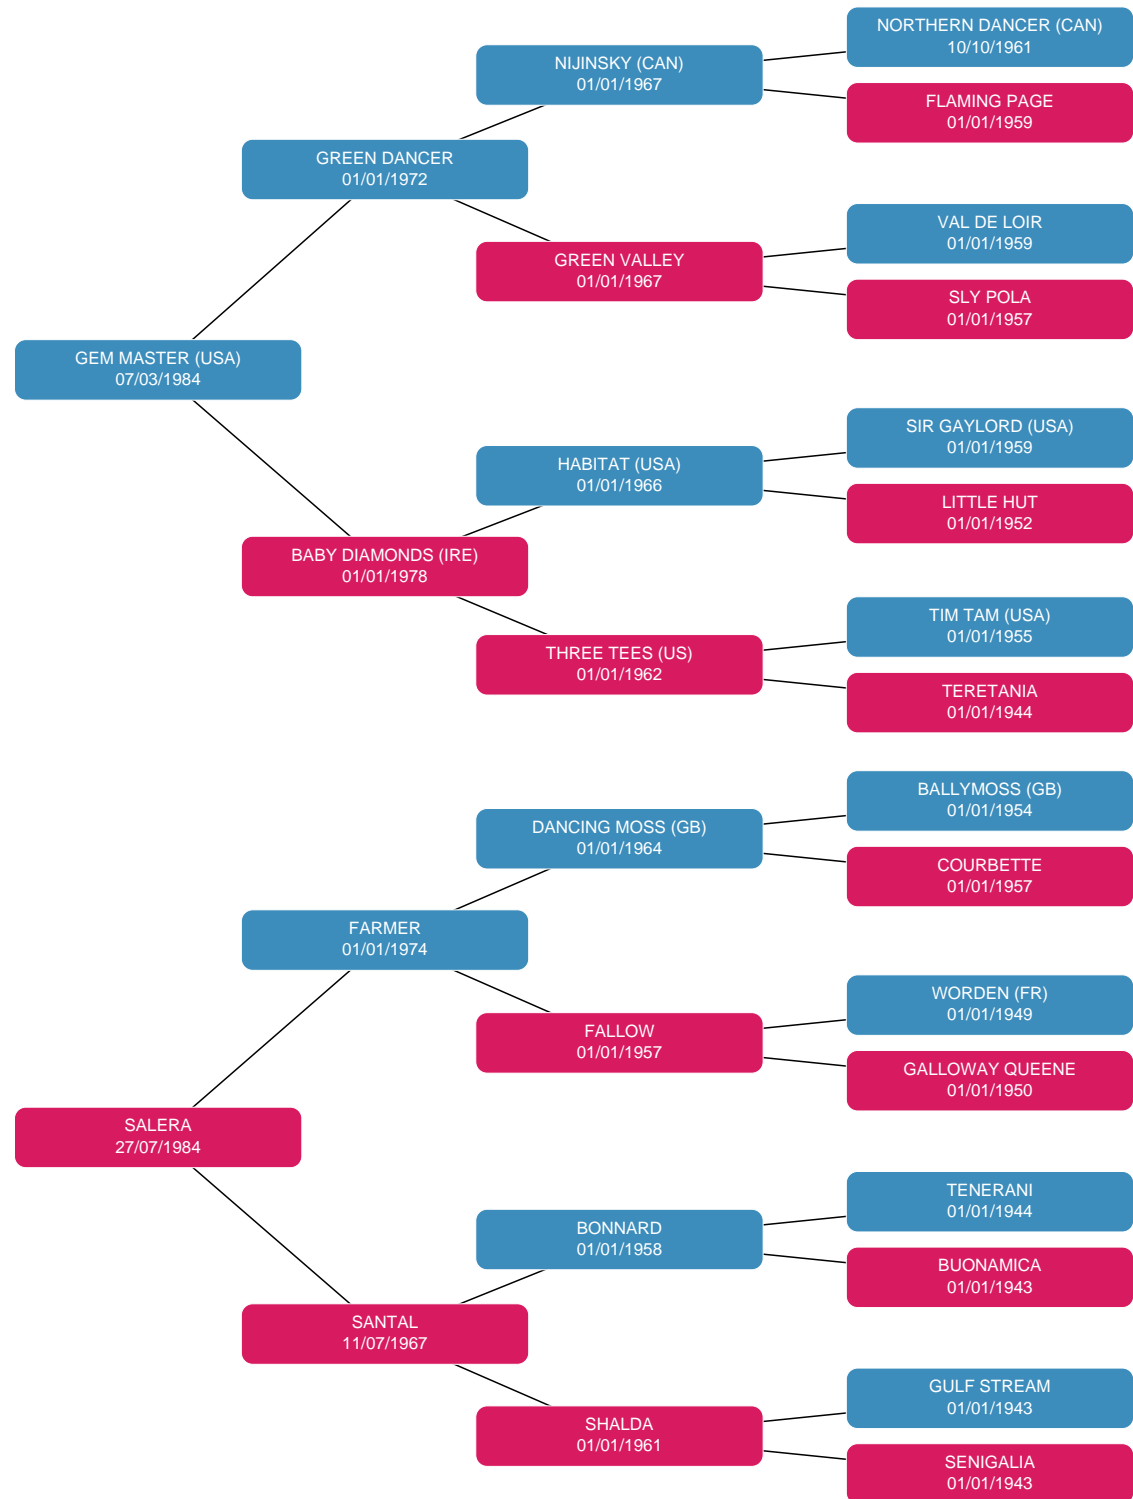 NORTHERN DANCER (CAN)
10/10/1961
NIJINSKY (CAN)
01/01/1967
FLAMING PAGE
01/01/1959
GREEN DANCER
01/01/1972
VAL DE LOIR
01/01/1959
GREEN VALLEY
01/01/1967
SLY POLA
01/01/1957
GEM MASTER (USA)
07/03/1984
SIR GAYLORD (USA)
01/01/1959
HABITAT (USA)
01/01/1966
LITTLE HUT
01/01/1952
BABY DIAMONDS (IRE)
01/01/1978
TIM TAM (USA)
01/01/1955
THREE TEES (US)
01/01/1962
TERETANIA
01/01/1944
BALLYMOSS (GB)
01/01/1954
DANCING MOSS (GB)
01/01/1964
COURBETTE
01/01/1957
FARMER
01/01/1974
WORDEN (FR)
01/01/1949
FALLOW
01/01/1957
GALLOWAY QUEENE
01/01/1950
SALERA
27/07/1984
TENERANI
01/01/1944
BONNARD
01/01/1958
BUONAMICA
01/01/1943
SANTAL
11/07/1967
GULF STREAM
01/01/1943
SHALDA
01/01/1961
SENIGALIA
01/01/1943